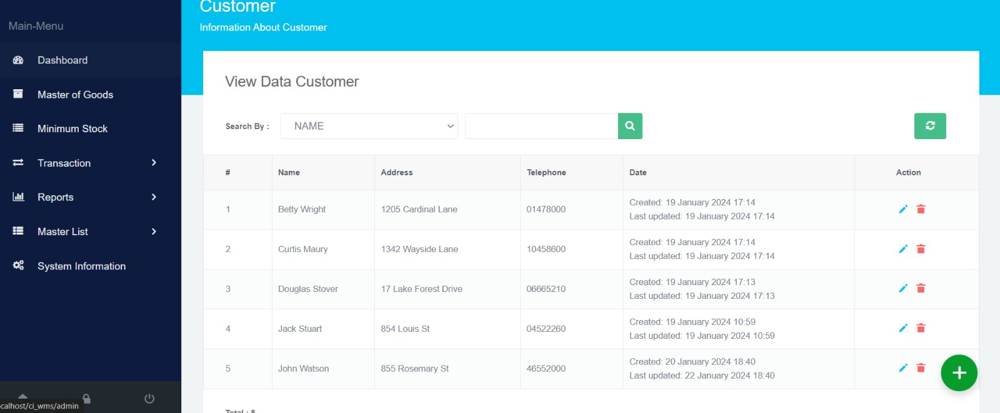 Customer
Information About Customer
Main-Menu
Dashboard
Master of Goods
Minimum Stock
Transaction
Reports
Master List
System Information
View Data Customer
Search By :
NAME
# Name Address Telephone Date Action
1 Betty Wright 1205 Cardinal Lane 01478000 Created: 19 January 2024 17:14
Last updated: 19 January 2024 17:14
2 Curtis Maury 1342 Wayside Lane 10458600 Created: 19 January 2024 17:14
Last updated: 19 January 2024 17:14
3 Douglas Stover 17 Lake Forest Drive 06665210 Created: 19 January 2024 17:13
Last updated: 19 January 2024 17:13
4 Jack Stuart 854 Louis St 04522260 Created: 19 January 2024 10:59
Last updated: 19 January 2024 10:59
5 John Watson 855 Rosemary St 46552000 Created: 20 January 2024 18:40
Last updated: 22 January 2024 18:40
Total : 5
calhost/ci_wms/admin